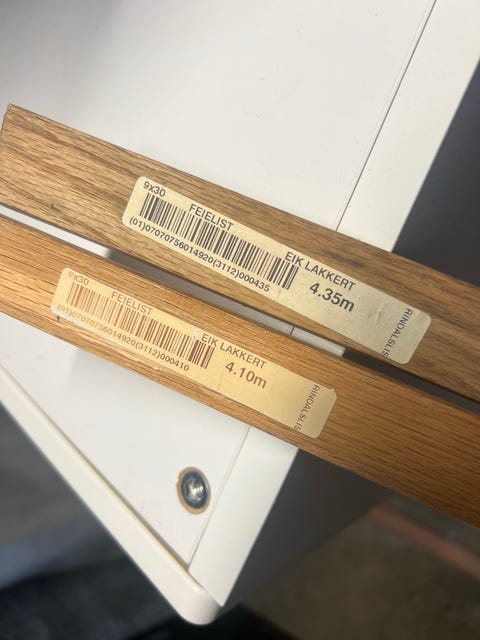 9x30
FEIELIST
EIK LAKKERT
(01)07070756014920(3112)000435
4.35m
RINDALSLIS
9x30
FEIELIST
EIK LAKKERT
(01)07070756014920(3112)000410
4.10m
RINDALSLIS